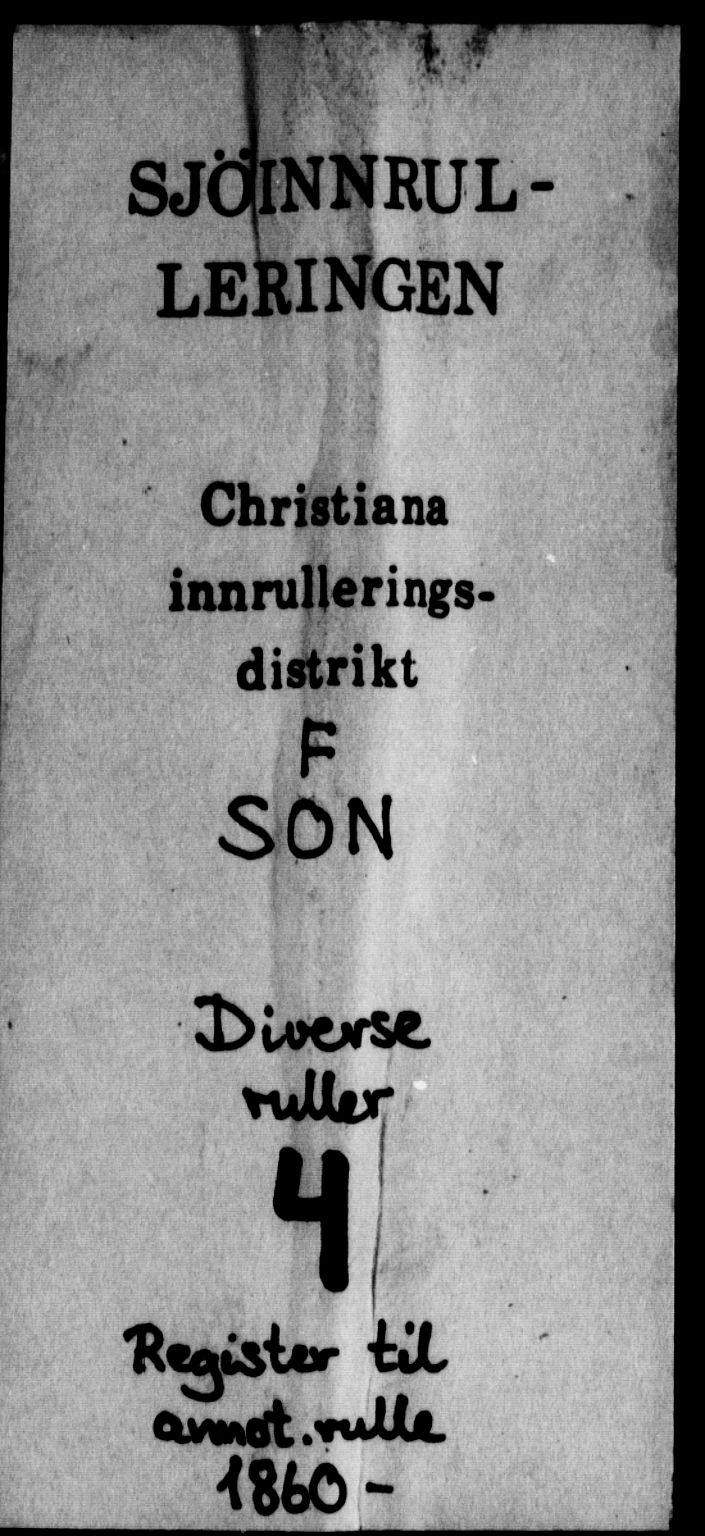 SJÖINNRUL-
LERINGEN
Christiana
innrullerings-
distrikt
F
SON
Diverse
ruller
4
Register til
annot.rulle
1860-